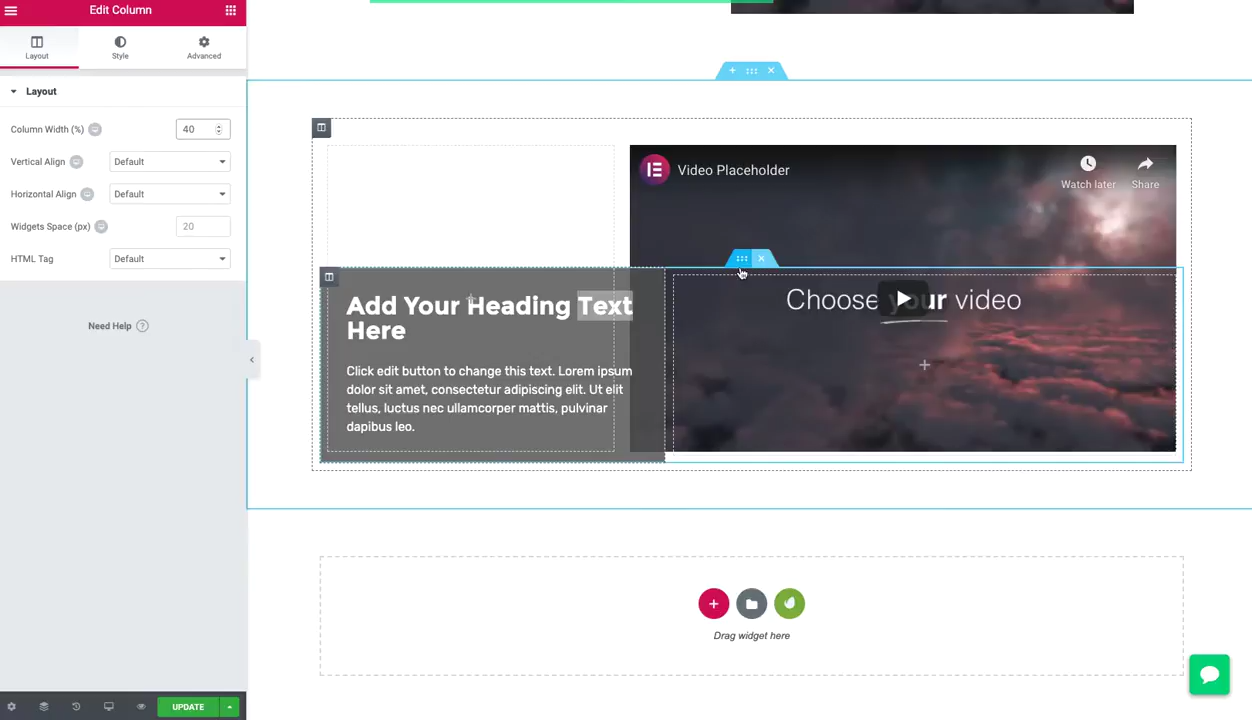 Edit Column
Layout
Style
Advanced
Layout
Column Width (%)
40
Vertical Align
Default
Horizontal Align
Default
Widgets Space (px)
20
HTML Tag
Default
Need Help
?
UPDATE
Video Placeholder
Watch later
Share
Choose your video
Add Your Heading Text
Here
Click edit button to change this text. Lorem ipsum
dolor sit amet, consectetur adipiscing elit. Ut elit
tellus, luctus nec ullamcorper mattis, pulvinar
dapibus leo.
Drag widget here